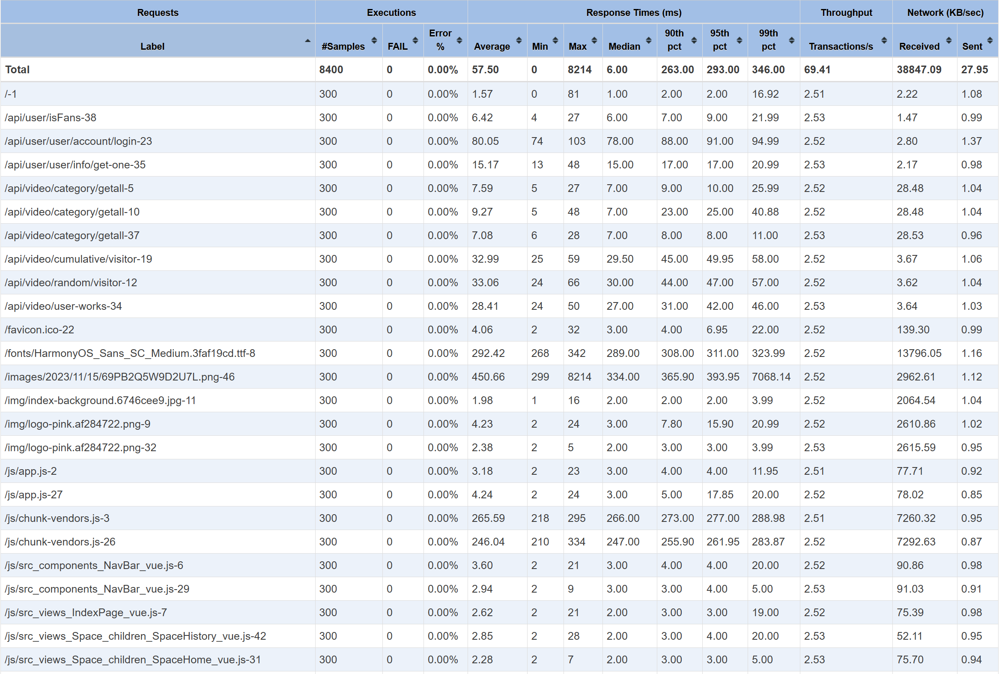 Requests Executions Response Times (ms) Throughput Network (KB/sec)
Label #Samples FAIL Error % Average Min Max Median 90th pct 95th pct 99th pct Transactions/s Received Sent
Total 8400 0 0.00% 57.50 0 8214 6.00 263.00 293.00 346.00 69.41 38847.09 27.95
/-1 300 0 0.00% 1.57 0 81 1.00 2.00 2.00 16.92 2.51 2.22 1.08
/api/user/isFans-38 300 0 0.00% 6.42 4 27 6.00 7.00 9.00 21.99 2.53 1.47 0.99
/api/user/user/account/login-23 300 0 0.00% 80.05 74 103 78.00 88.00 91.00 94.99 2.52 2.80 1.37
/api/user/user/info/get-one-35 300 0 0.00% 15.17 13 48 15.00 17.00 17.00 20.99 2.53 2.17 0.98
/api/video/category/getall-5 300 0 0.00% 7.59 5 27 7.00 9.00 10.00 25.99 2.52 28.48 1.04
/api/video/category/getall-10 300 0 0.00% 9.27 5 48 7.00 23.00 25.00 40.88 2.52 28.48 1.04
/api/video/category/getall-37 300 0 0.00% 7.08 6 28 7.00 8.00 8.00 11.00 2.53 28.53 0.96
/api/video/cumulative/visitor-19 300 0 0.00% 32.99 25 59 29.50 45.00 49.95 58.00 2.52 3.67 1.06
/api/video/random/visitor-12 300 0 0.00% 33.06 24 66 30.00 44.00 47.00 57.00 2.52 3.62 1.04
/api/video/user-works-34 300 0 0.00% 28.41 24 50 27.00 31.00 42.00 46.00 2.53 3.64 1.03
/favicon.ico-22 300 0 0.00% 4.06 2 32 3.00 4.00 6.95 22.00 2.52 139.30 0.99
/fonts/HarmonyOS_Sans_SC_Medium.3faf19cd.ttf-8 300 0 0.00% 292.42 268 342 289.00 308.00 311.00 323.99 2.52 13796.05 1.16
/images/2023/11/15/69PB2Q5W9D2U7L.png-46 300 0 0.00% 450.66 299 8214 334.00 365.90 393.95 7068.14 2.52 2962.61 1.12
/img/index-background.6746cee9.jpg-11 300 0 0.00% 1.98 1 16 2.00 2.00 2.00 3.99 2.52 2064.54 1.04
/img/logo-pink.af284722.png-9 300 0 0.00% 4.23 2 24 3.00 7.80 15.90 20.99 2.52 2610.86 1.02
/img/logo-pink.af284722.png-32 300 0 0.00% 2.38 2 5 2.00 3.00 3.00 3.99 2.53 2615.59 0.95
/js/app.js-2 300 0 0.00% 3.18 2 23 3.00 4.00 4.00 11.95 2.51 77.71 0.92
/js/app.js-27 300 0 0.00% 4.24 2 24 3.00 5.00 17.85 20.00 2.52 78.02 0.85
/js/chunk-vendors.js-3 300 0 0.00% 265.59 218 295 266.00 273.00 277.00 288.98 2.51 7260.32 0.95
/js/chunk-vendors.js-26 300 0 0.00% 246.04 210 334 247.00 255.90 261.95 283.87 2.52 7292.63 0.87
/js/src_components_NavBar_vue.js-6 300 0 0.00% 3.60 2 21 3.00 4.00 4.00 20.00 2.52 90.86 0.98
/js/src_components_NavBar_vue.js-29 300 0 0.00% 2.94 2 9 3.00 3.00 4.00 5.00 2.53 91.03 0.91
/js/src_views_IndexPage_vue.js-7 300 0 0.00% 2.62 2 21 2.00 3.00 3.00 19.00 2.52 75.39 0.98
/js/src_views_Space_children_SpaceHistory_vue.js-42 300 0 0.00% 2.85 2 28 2.00 3.00 4.00 20.00 2.53 52.11 0.95
/js/src_views_Space_children_SpaceHome_vue.js-31 300 0 0.00% 2.28 2 7 2.00 3.00 3.00 5.00 2.53 75.70 0.94